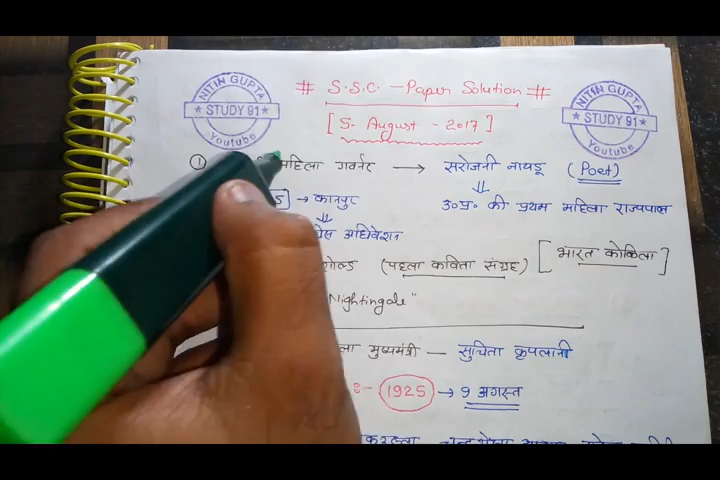 NITIN GUPTA
★ STUDY 91 ★
Youtube
# S.S.C. – Paper Solution #
[ 5 August - 2017 ]
NITIN GUPTA
★ STUDY 91 ★
Youtube
① महिला गवर्नर → सरोजनी नायडू (Poet)
5] → कानपुर
उ०प्र० की प्रथम महिला राज्यपाल
अधिवेशन
(पहला कविता संग्रह) [भारत कोकिला]
Nightingale"
मुख्यमंत्री — सुचिता कृपलानी
:- 1925 → 9 अगस्त